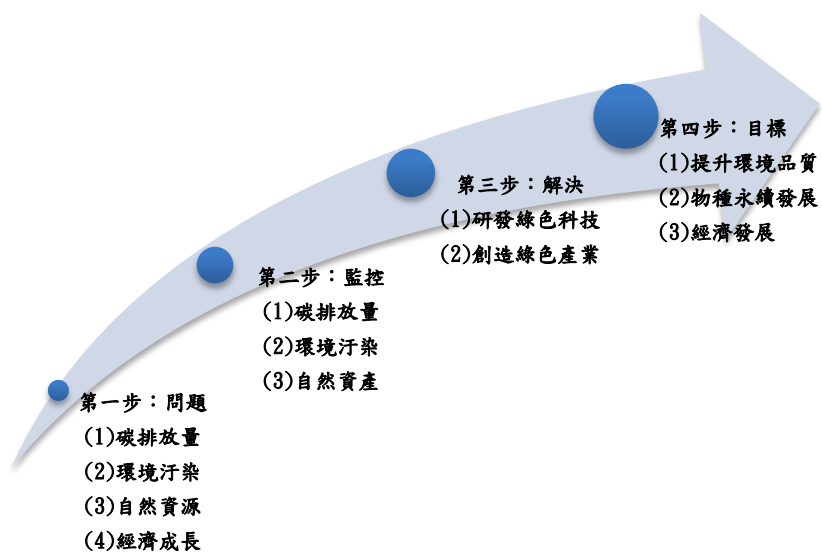 第一步：問題
(1)碳排放量
(2)環境汙染
(3)自然資源
(4)經濟成長
第二步：監控
(1)碳排放量
(2)環境汙染
(3)自然資產
第三步：解決
(1)研發綠色科技
(2)創造綠色產業
第四步：目標
(1)提升環境品質
(2)物種永續發展
(3)經濟發展